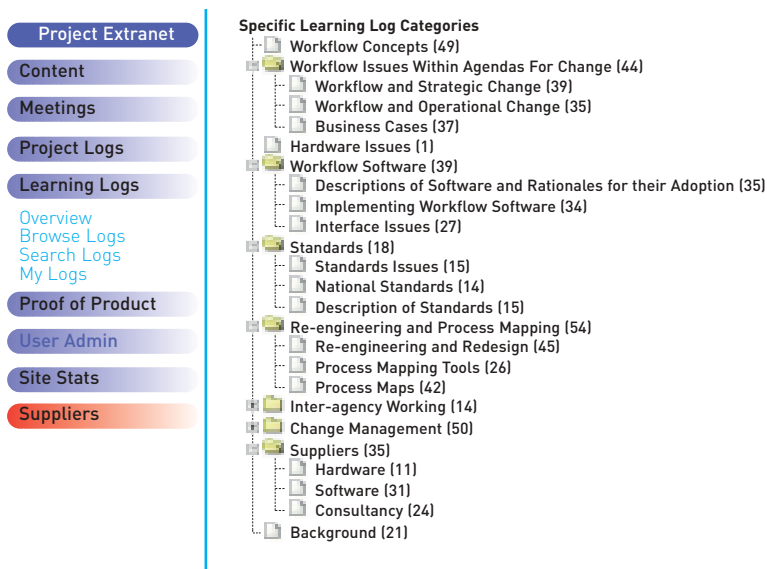 Project Extranet
Content
Meetings
Project Logs
Learning Logs
Overview
Browse Logs
Search Logs
My Logs
Proof of Product
User Admin
Site Stats
Suppliers
Specific Learning Log Categories
Workflow Concepts (49)
Workflow Issues Within Agendas For Change (44)
Workflow and Strategic Change (39)
Workflow and Operational Change (35)
Business Cases (37)
Hardware Issues (1)
Workflow Software (39)
Descriptions of Software and Rationales for their Adoption (35)
Implementing Workflow Software (34)
Interface Issues (27)
Standards (18)
Standards Issues (15)
National Standards (14)
Description of Standards (15)
Re-engineering and Process Mapping (54)
Re-engineering and Redesign (45)
Process Mapping Tools (26)
Process Maps (42)
Inter-agency Working (14)
Change Management (50)
Suppliers (35)
Hardware (11)
Software (31)
Consultancy (24)
Background (21)